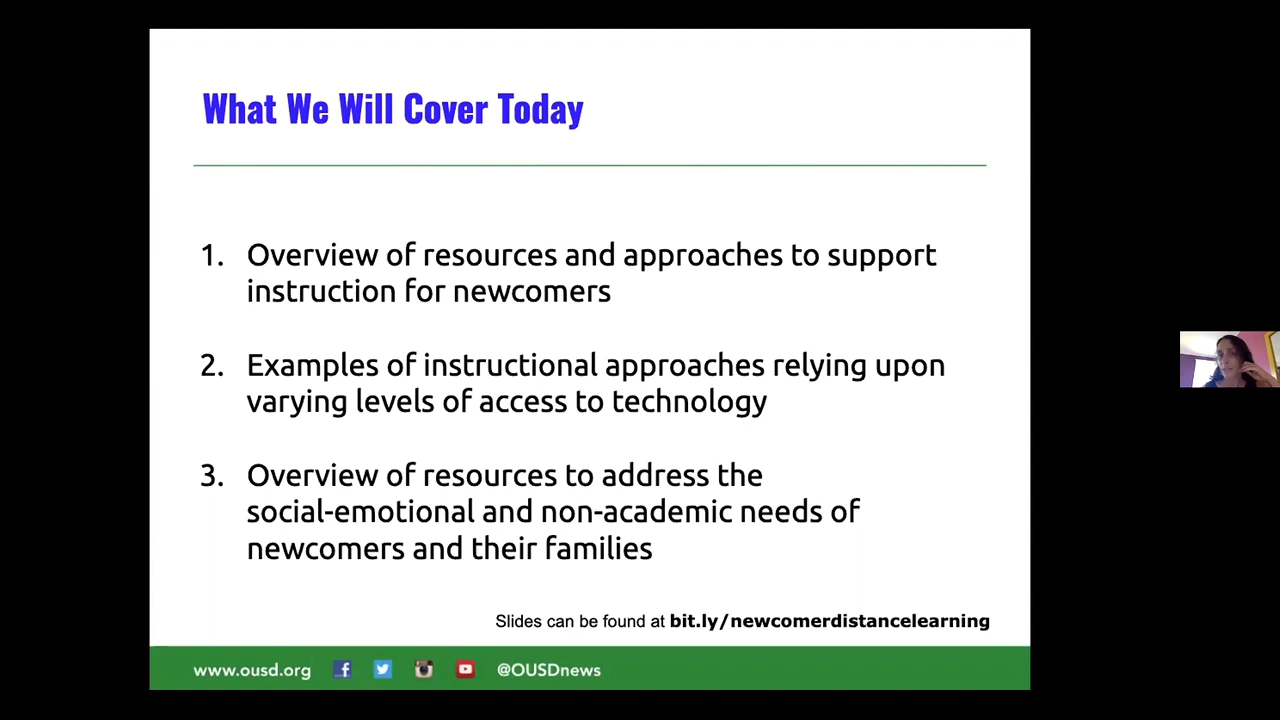 What We Will Cover Today
1. Overview of resources and approaches to support
instruction for newcomers
2. Examples of instructional approaches relying upon
varying levels of access to technology
3. Overview of resources to address the
social-emotional and non-academic needs of
newcomers and their families
Slides can be found at bit.ly/newcomerdistancelearning
www.ousd.org @OUSDnews